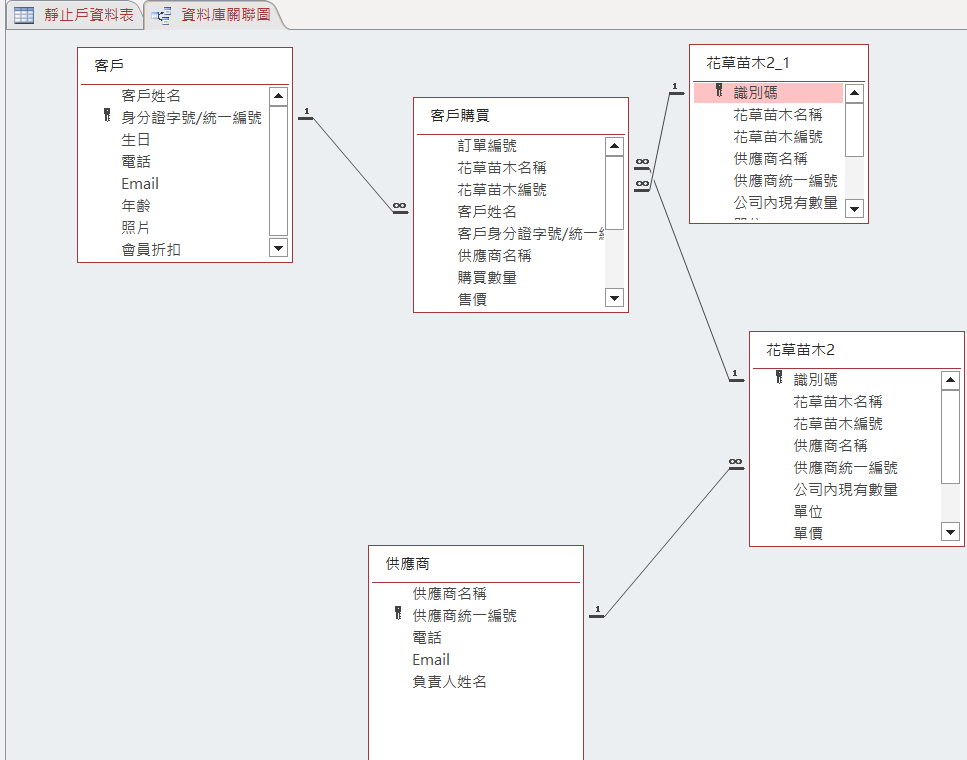 靜止戶資料表
資料庫關聯圖
客戶
客戶姓名
身分證字號/統一編號
生日
電話
Email
年齡
照片
會員折扣
1
∞
客戶購買
訂單編號
花草苗木名稱
花草苗木編號
客戶姓名
客戶身分證字號/統一
供應商名稱
購買數量
售價
∞
∞
1
花草苗木2_1
識別碼
花草苗木名稱
花草苗木編號
供應商名稱
供應商統一編號
公司內現有數量
1
∞
花草苗木2
識別碼
花草苗木名稱
花草苗木編號
供應商名稱
供應商統一編號
公司內現有數量
單位
單價
供應商
供應商名稱
供應商統一編號
電話
Email
負責人姓名
1